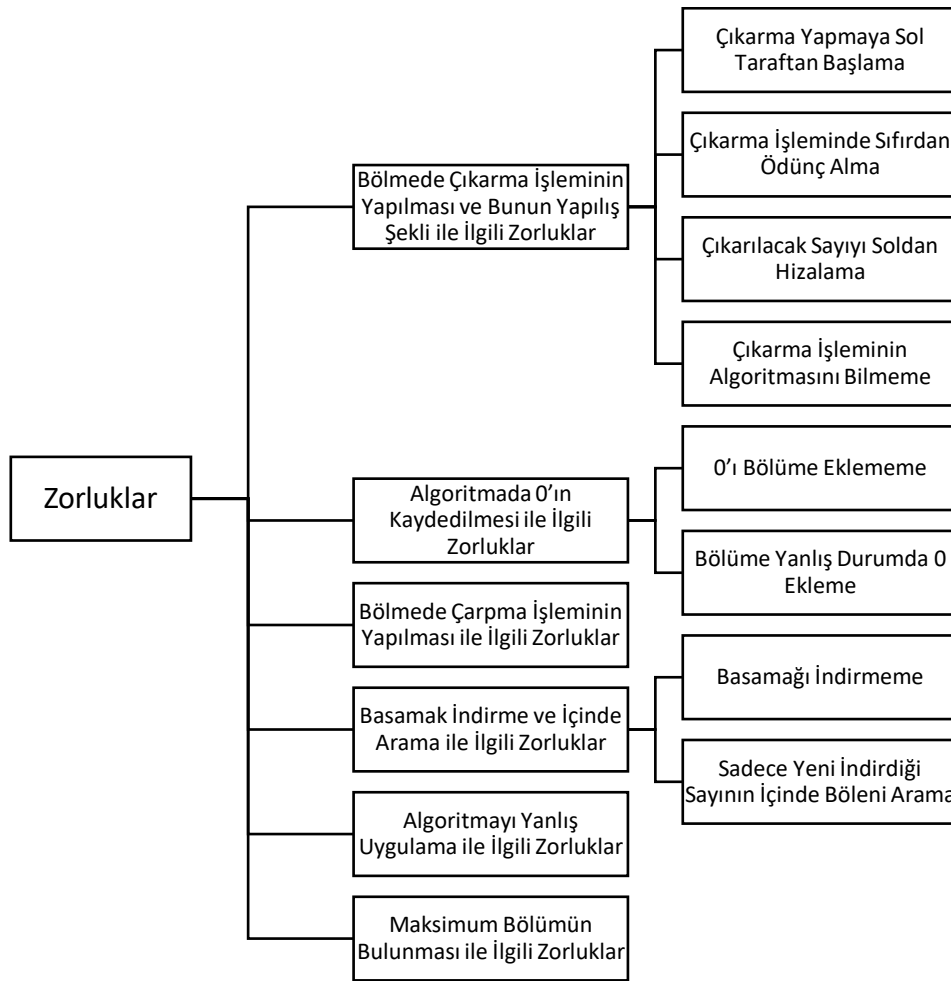 Zorluklar
Bölmede Çıkarma İşleminin
Yapılması ve Bunun Yapılış
Şekli ile İlgili Zorluklar
Çıkarma Yapmaya Sol
Taraftan Başlama
Çıkarma İşleminde Sıfırdan
Ödünç Alma
Çıkarılacak Sayıyı Soldan
Hizalama
Çıkarma İşleminin
Algoritmasını Bilmeme
Algoritmada 0’ın
Kaydedilmesi ile İlgili
Zorluklar
0’ı Bölüme Eklememe
Bölüme Yanlış Durumda 0
Ekleme
Bölmede Çarpma İşleminin
Yapılması ile İlgili Zorluklar
Basamak İndirme ve İçinde
Arama ile İlgili Zorluklar
Basamağı İndirmeme
Sadece Yeni İndirdiği
Sayının İçinde Böleni Arama
Algoritmayı Yanlış
Uygulama ile İlgili Zorluklar
Maksimum Bölümün
Bulunması ile İlgili Zorluklar